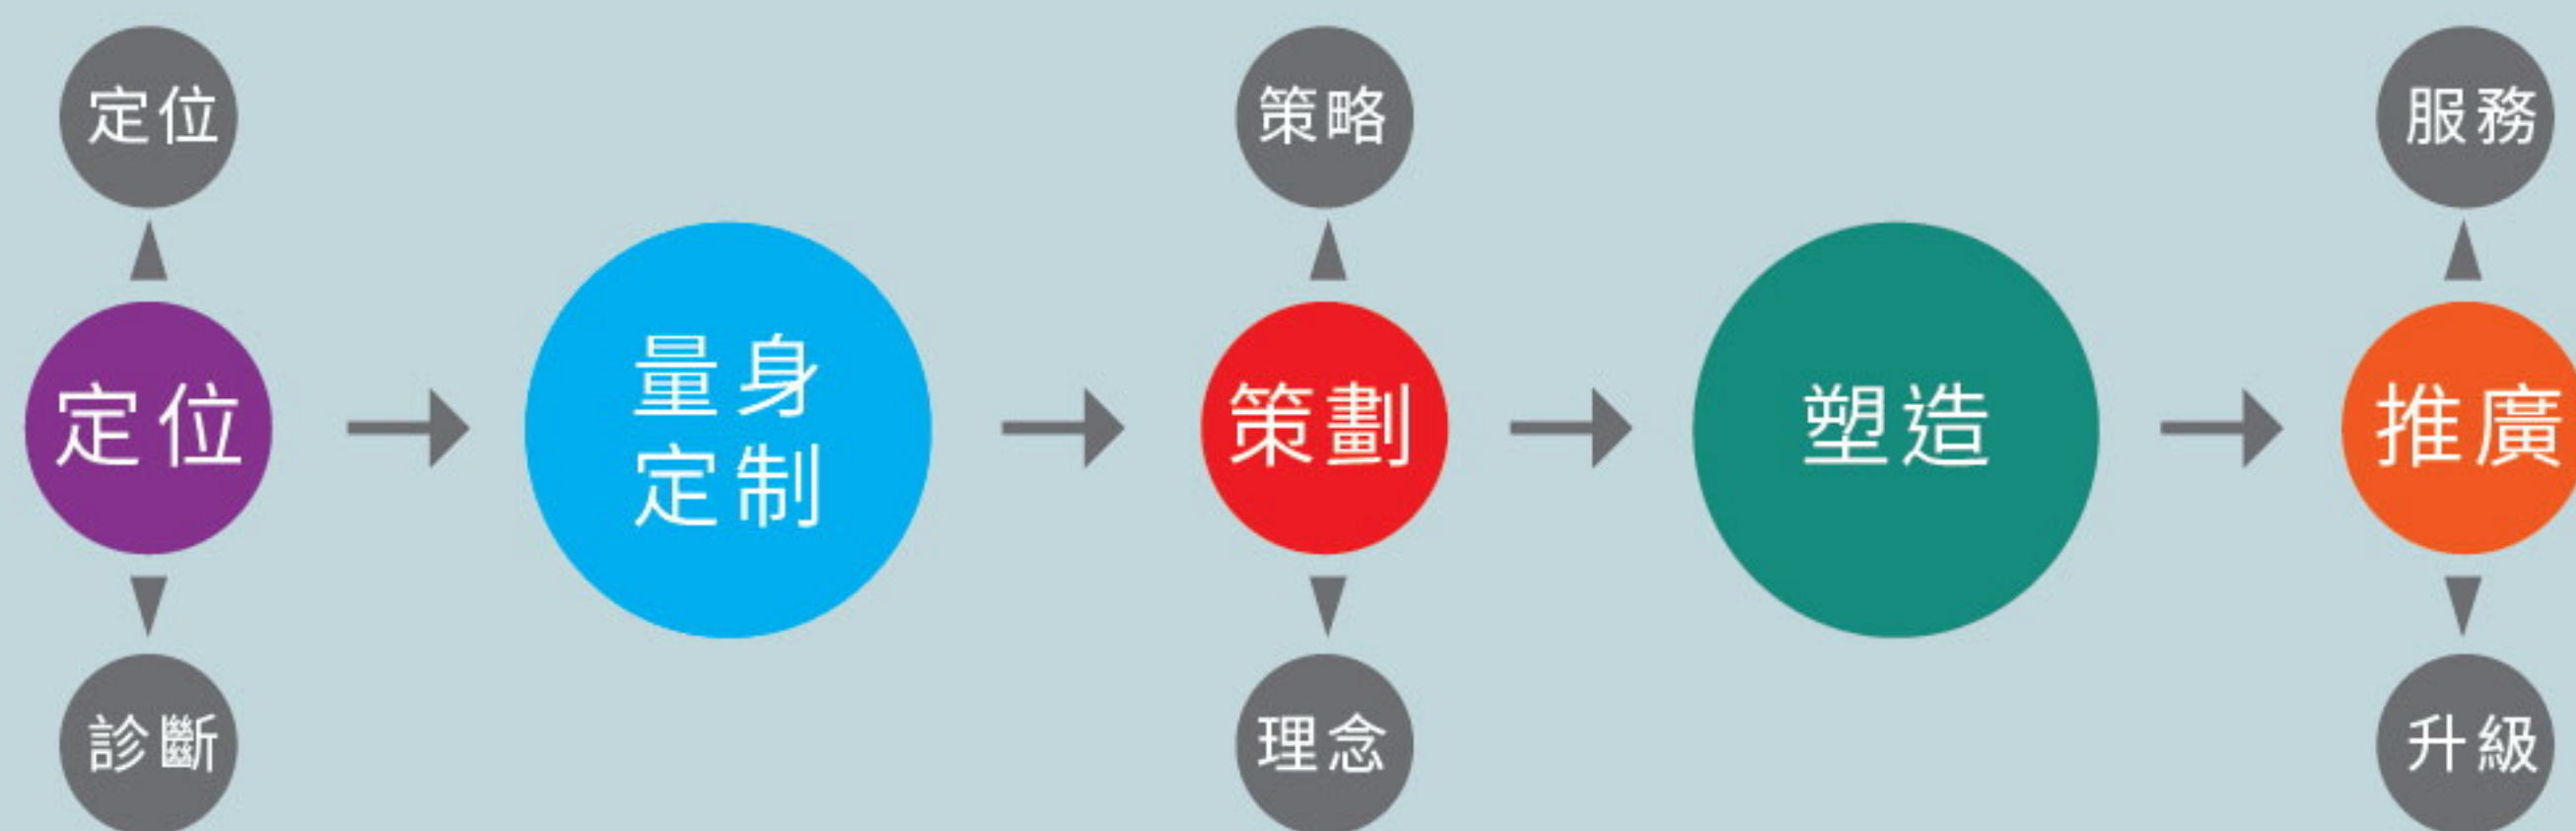 定位
策略
服務
定位
量身
定制
策劃
塑造
推廣
診斷
理念
升級